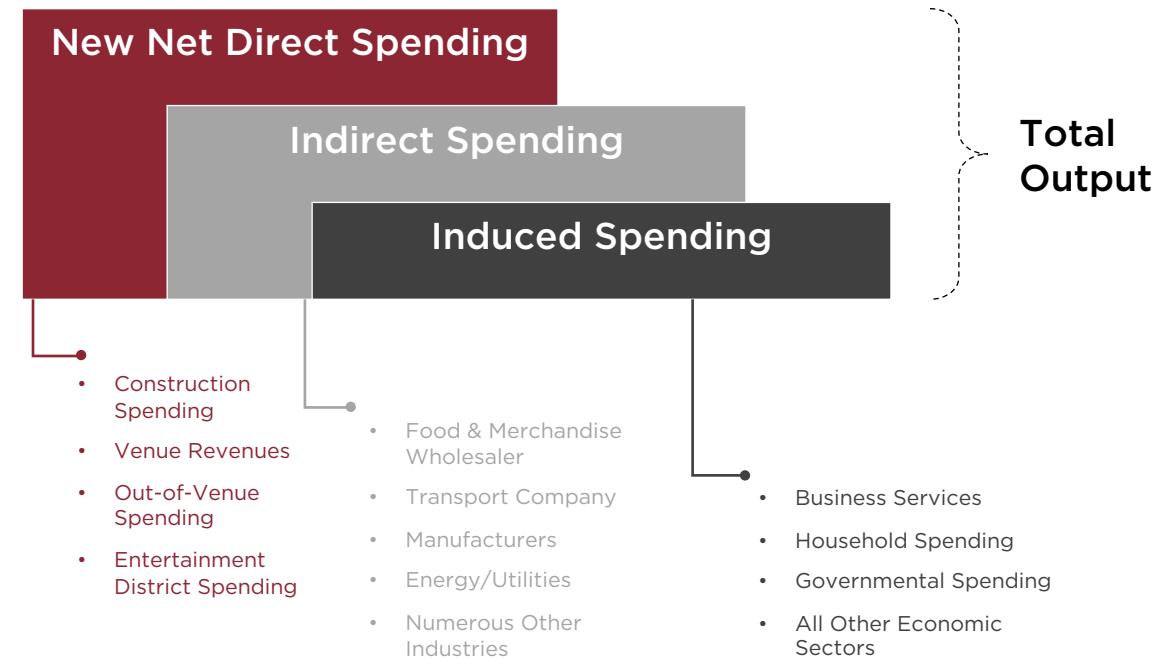 New Net Direct Spending
Indirect Spending
Induced Spending
Total
Output
• Construction
Spending
• Venue Revenues
• Out-of-Venue
Spending
• Entertainment
District Spending
• Food & Merchandise
Wholesaler
• Transport Company
• Manufacturers
• Energy/Utilities
• Numerous Other
Industries
• Business Services
• Household Spending
• Governmental Spending
• All Other Economic
Sectors